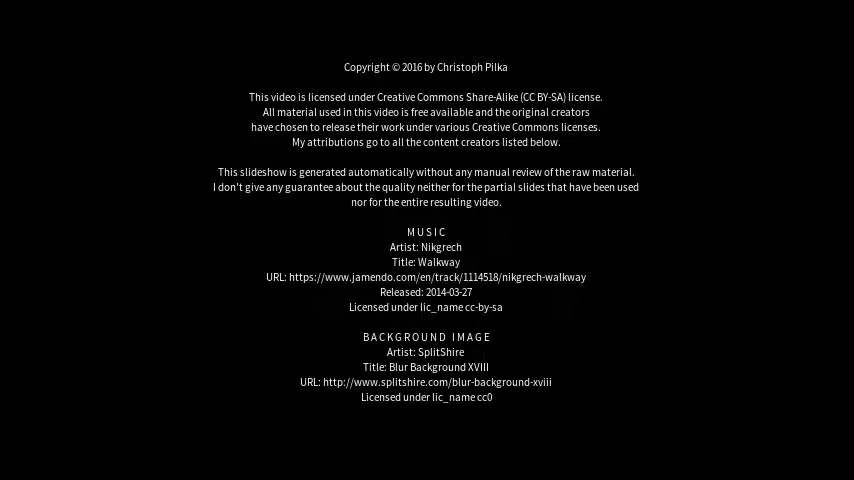 Copyright © 2016 by Christoph Pilka
This video is licensed under Creative Commons Share-Alike (CC BY-SA) license.
All material used in this video is free available and the original creators
have chosen to release their work under various Creative Commons licenses.
My attributions go to all the content creators listed below.
This slideshow is generated automatically without any manual review of the raw material.
I don't give any guarantee about the quality neither for the partial slides that have been used
nor for the entire resulting video.
M U S I C
Artist: Nikgrech
Title: Walkway
URL: https://www.jamendo.com/en/track/1114518/nikgrech-walkway
Released: 2014-03-27
Licensed under lic_name cc-by-sa
B A C K G R O U N D   I M A G E
Artist: SplitShire
Title: Blur Background XVIII
URL: http://www.splitshire.com/blur-background-xviii
Licensed under lic_name cc0